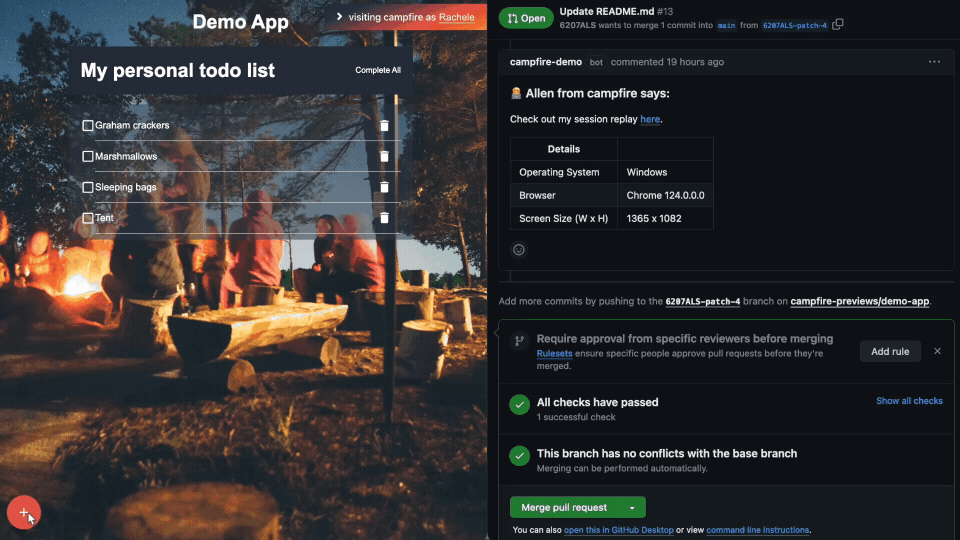 Demo App
visiting campfire as Rachele
My personal todo list
Complete All
Graham crackers
Marshmallows
Sleeping bags
Tent
+
Open
Update README.md #13
6207ALS wants to merge 1 commit into main from 6207ALS-patch-4
campfire-demo bot commented 19 hours ago
Allen from campfire says:
Check out my session replay here.
Details
Operating System Windows
Browser Chrome 124.0.0.0
Screen Size (W x H) 1365 x 1082
Add more commits by pushing to the 6207ALS-patch-4 branch on campfire-previews/demo-app.
Require approval from specific reviewers before merging
Rulesets ensure specific people approve pull requests before they're
merged.
Add rule
All checks have passed
1 successful check
Show all checks
This branch has no conflicts with the base branch
Merging can be performed automatically.
Merge pull request
You can also open this in GitHub Desktop or view command line instructions.